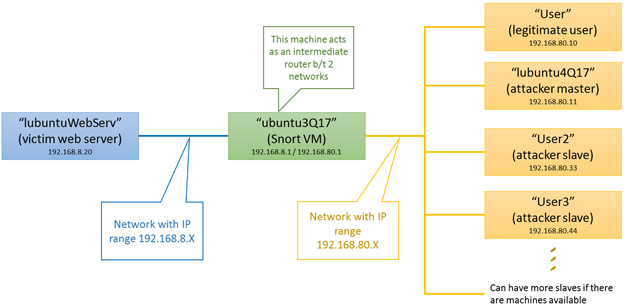 This machine acts
as an intermediate
router b/t 2
networks
"User"
(legitimate user)
192.168.80.10
"lubuntu4Q17"
(attacker master)
192.168.80.11
"lubuntuWebServ"
(victim web server)
192.168.8.20
"ubuntu3Q17"
(Snort VM)
192.168.8.1 / 192.168.80.1
"User2"
(attacker slave)
192.168.80.33
"User3"
(attacker slave)
192.168.80.44
Network with IP
range 192.168.8.X
Network with IP
range
192.168.80.X
Can have more slaves if there
are machines available